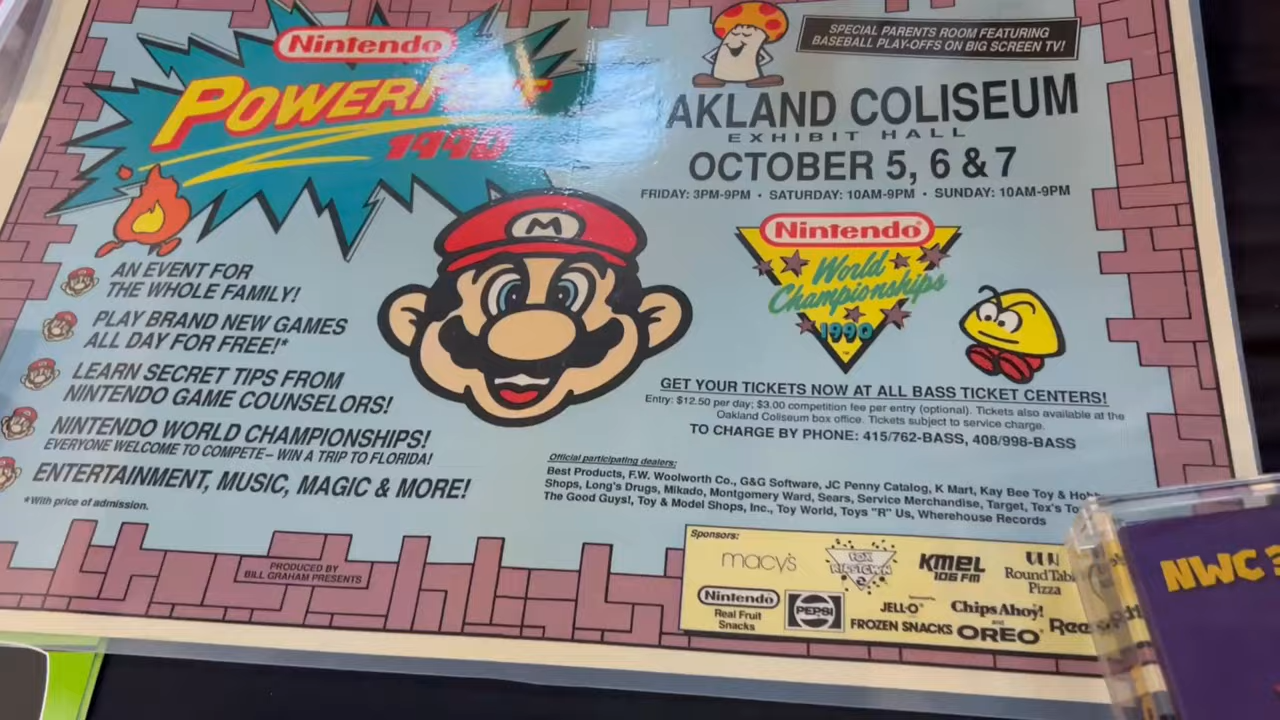 Nintendo
POWERF
1990
SPECIAL PARENTS ROOM FEATURING
BASEBALL PLAY-OFFS ON BIG SCREEN TV!
AKLAND COLISEUM
EXHIBIT HALL
OCTOBER 5, 6 & 7
FRIDAY: 3PM-9PM • SATURDAY: 10AM-9PM • SUNDAY: 10AM-9PM
M
Nintendo
World
Championships
1990
AN EVENT FOR
THE WHOLE FAMILY!
PLAY BRAND NEW GAMES
ALL DAY FOR FREE!*
LEARN SECRET TIPS FROM
NINTENDO GAME COUNSELORS!
NINTENDO WORLD CHAMPIONSHIPS!
EVERYONE WELCOME TO COMPETE – WIN A TRIP TO FLORIDA!
ENTERTAINMENT, MUSIC, MAGIC & MORE!
*With price of admission.
GET YOUR TICKETS NOW AT ALL BASS TICKET CENTERS!
Entry: $12.50 per day; $3.00 competition fee per entry (optional). Tickets also available at the
Oakland Coliseum box office. Tickets subject to service charge.
TO CHARGE BY PHONE: 415/762-BASS, 408/998-BASS
Official participating dealers:
Best Products, F.W. Woolworth Co., G&G Software, JC Penny Catalog, K Mart, Kay Bee Toy &
Shops, Long's Drugs, Mikado, Montgomery Ward, Sears, Service Merchandise, Target, Tex's
The Good Guys!, Toy & Model Shops, Inc., Toy World, Toys "R" Us, Wherehouse Records
PRODUCED BY
BILL GRAHAM PRESENTS
Sponsors:
macy's
FOX
KIDSTOWN
2
KMEL
106 FM
Round
Pizza
Nintendo
Real Fruit
Snacks
PEPSI
JELL-O
FROZEN SNACKS
Chips Ahoy!
and
OREO
NWC